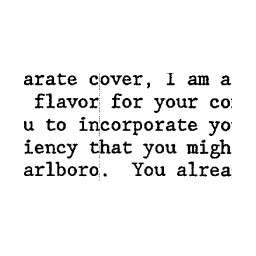 arate cover, I am a
flavor for your co
u to incorporate yo
iency that you migh
arlboro.  You alrea